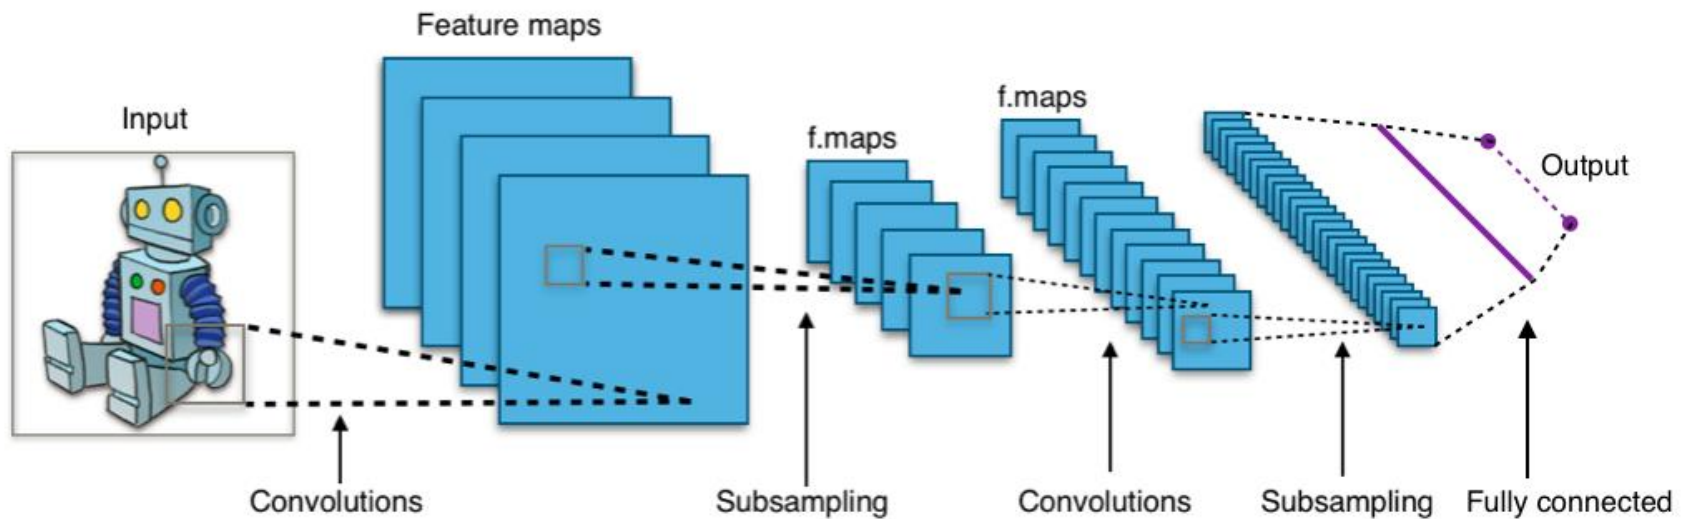 Feature maps
f.maps
Input
f.maps
Output
Convolutions
Subsampling
Convolutions
Subsampling
Fully connected